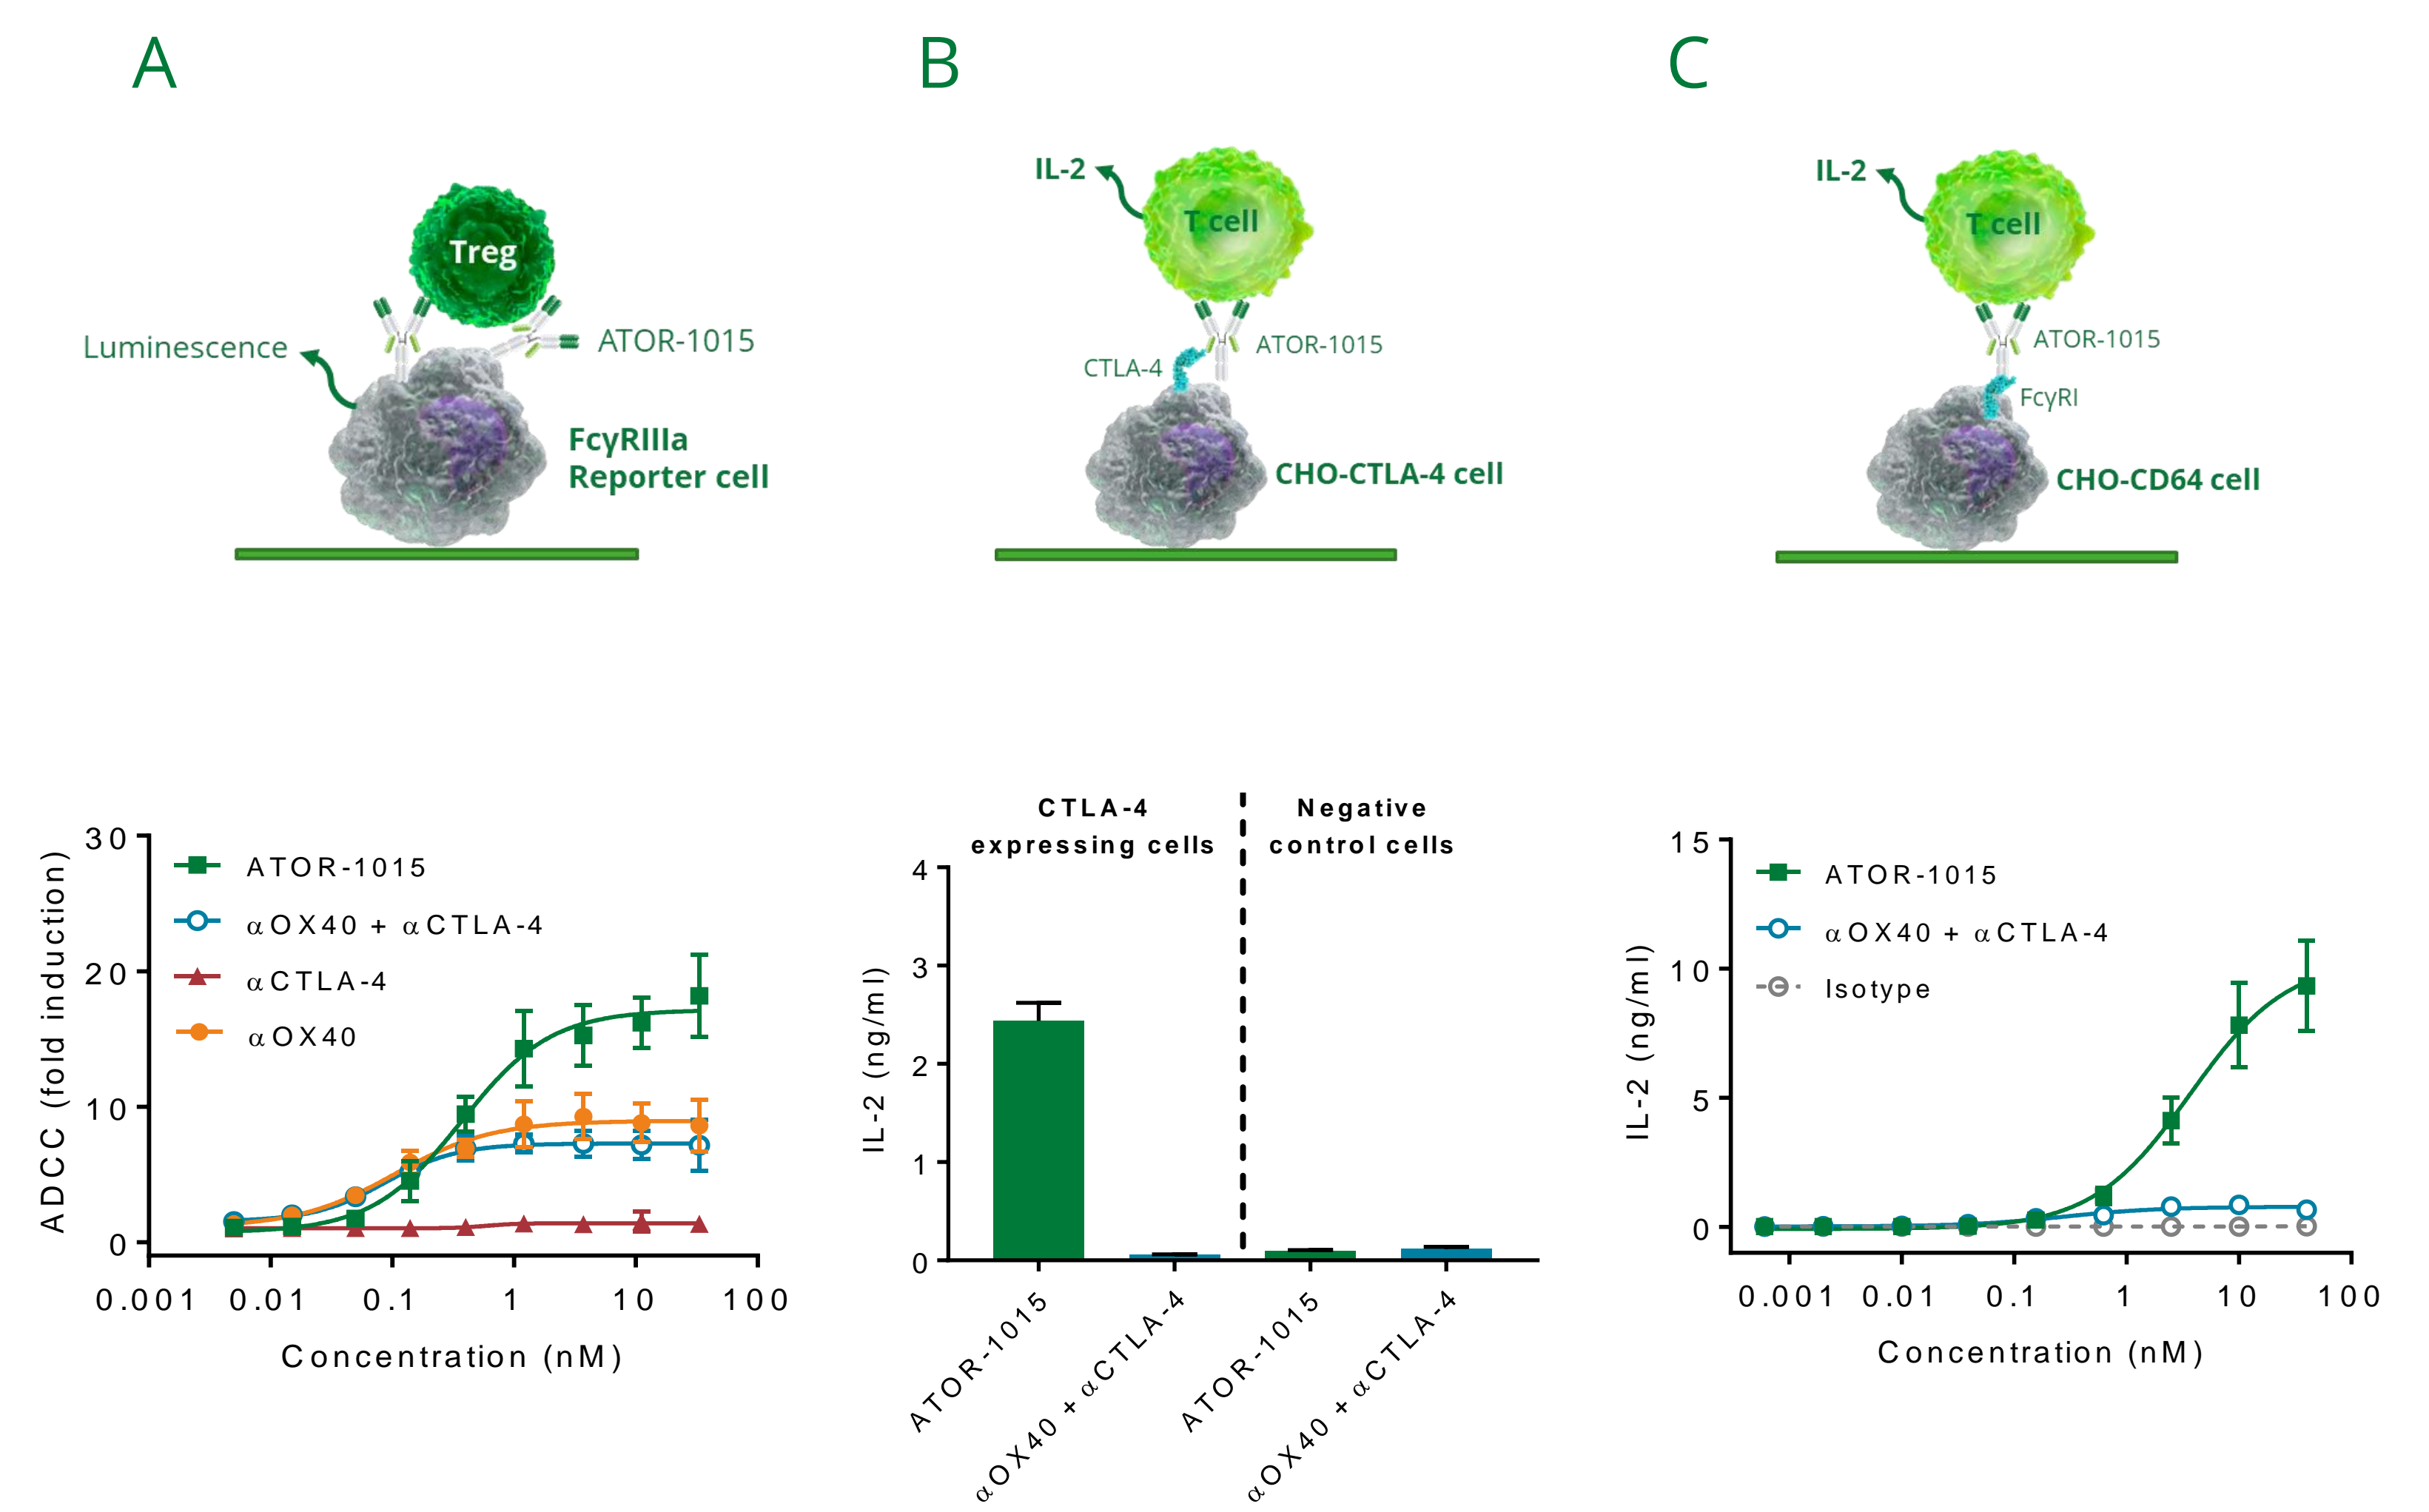 A
B
C
Treg
Luminescence
ATOR-1015
FcγRIIIa
Reporter cell
IL-2
T cell
CTLA-4
ATOR-1015
CHO-CTLA-4 cell
IL-2
T cell
ATOR-1015
FcγRI
CHO-CD64 cell
ADCC (fold induction)
30
20
10
0
ATOR-1015
αOX40 + αCTLA-4
αCTLA-4
αOX40
0.001 0.01 0.1 1 10 100
Concentration (nM)
CTLA-4
expressing cells
Negative
control cells
IL-2 (ng/ml)
4
3
2
1
0
ATOR-1015
αOX40 + αCTLA-4
ATOR-1015
αOX40 + αCTLA-4
IL-2 (ng/ml)
15
10
5
0
ATOR-1015
αOX40 + αCTLA-4
Isotype
0.001 0.01 0.1 1 10 100
Concentration (nM)